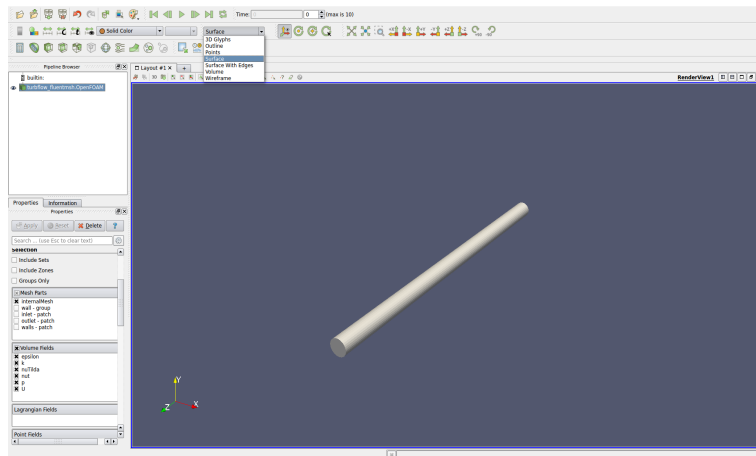 Time:
0
(max is 10)
Solid Color
Surface
3D Glyphs
Outline
Points
Surface
Surface With Edges
Volume
Wireframe
Pipeline Browser
builtin:
turbflow_fluentmsh.OpenFOAM
Layout #1
3D
RenderView1
Properties
Information
Properties
Apply
Reset
Delete
?
Search ... (use Esc to clear text)
Selection
Include Sets
Include Zones
Groups Only
Mesh Parts
internalMesh
wall - group
inlet - patch
outlet - patch
walls - patch
Volume Fields
epsilon
k
nuTilda
nut
p
U
Lagrangian Fields
Point Fields
Y
Z
X